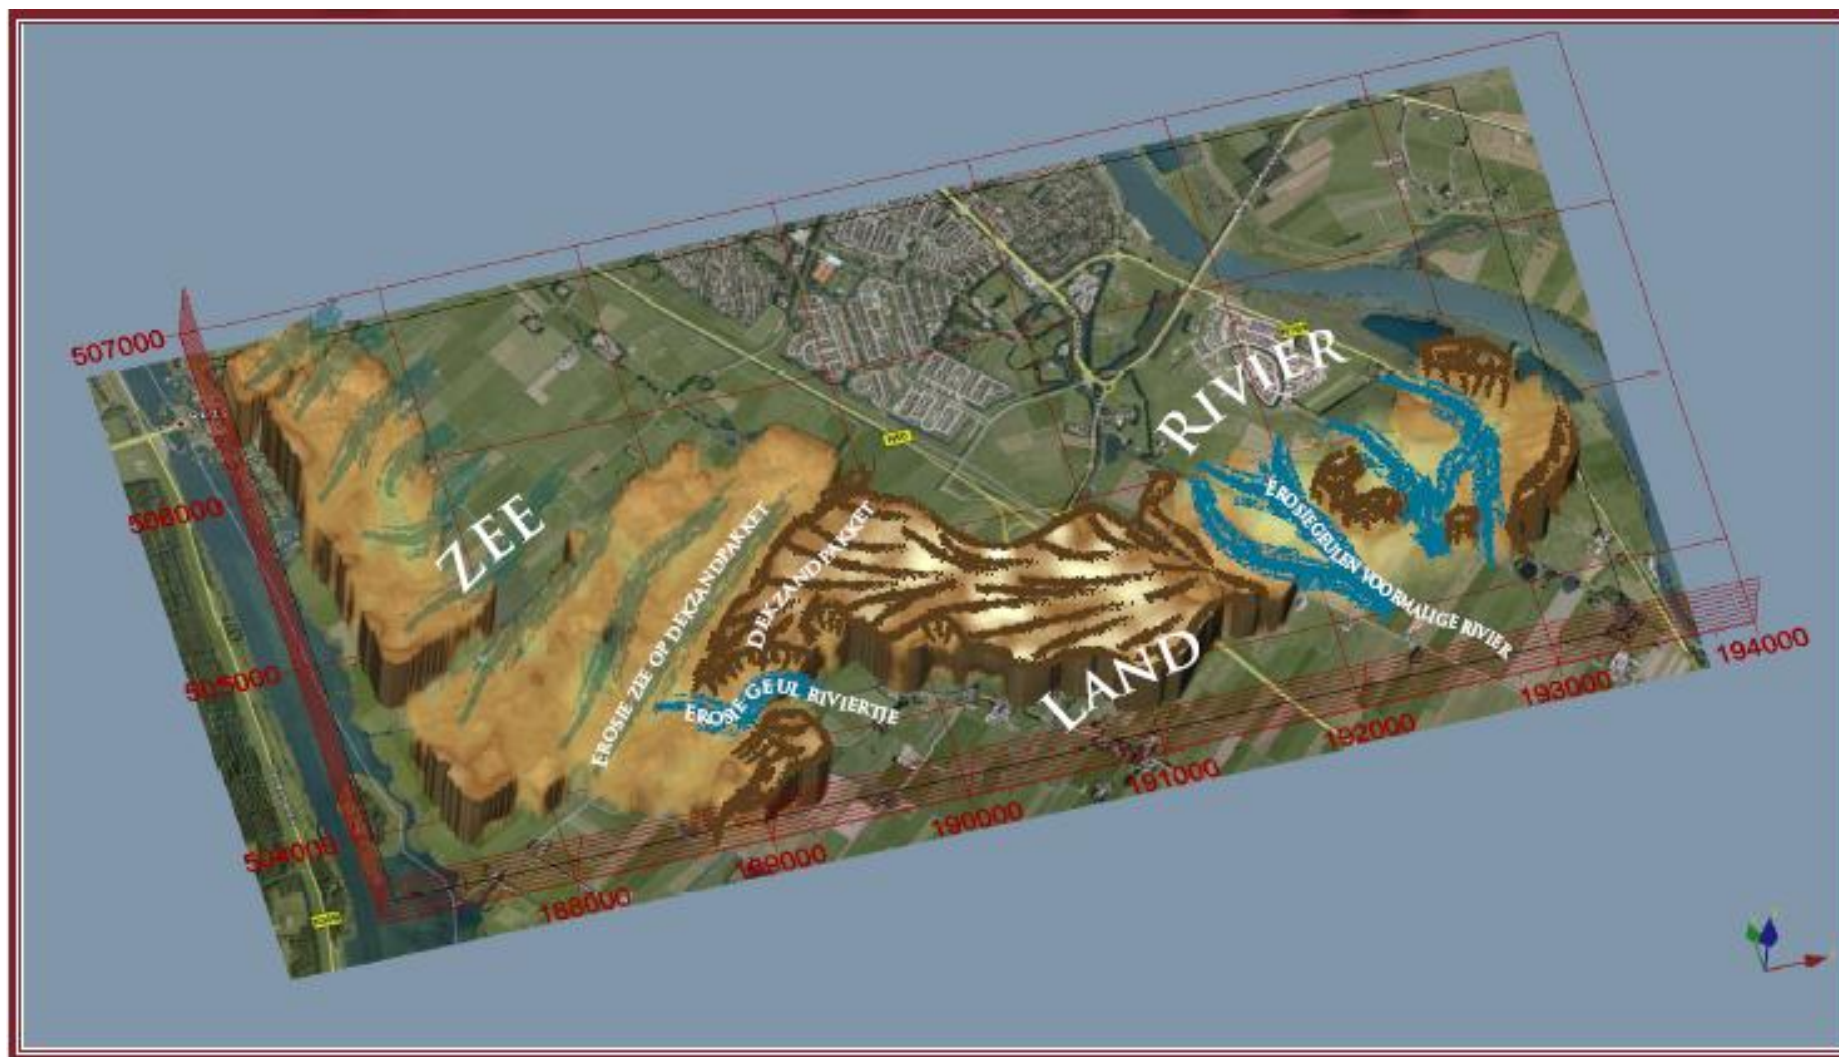 507000
506000
505000
504000
188000
189000
190000
191000
192000
193000
194000
ZEE
RIVIER
LAND
EROSIE ZEE OP DEKZANDPAKKET
DEKZANDPAKKET
EROSIE GEUL RIVIERTJE
EROSIEGEULEN VOORMALIGE RIVIER